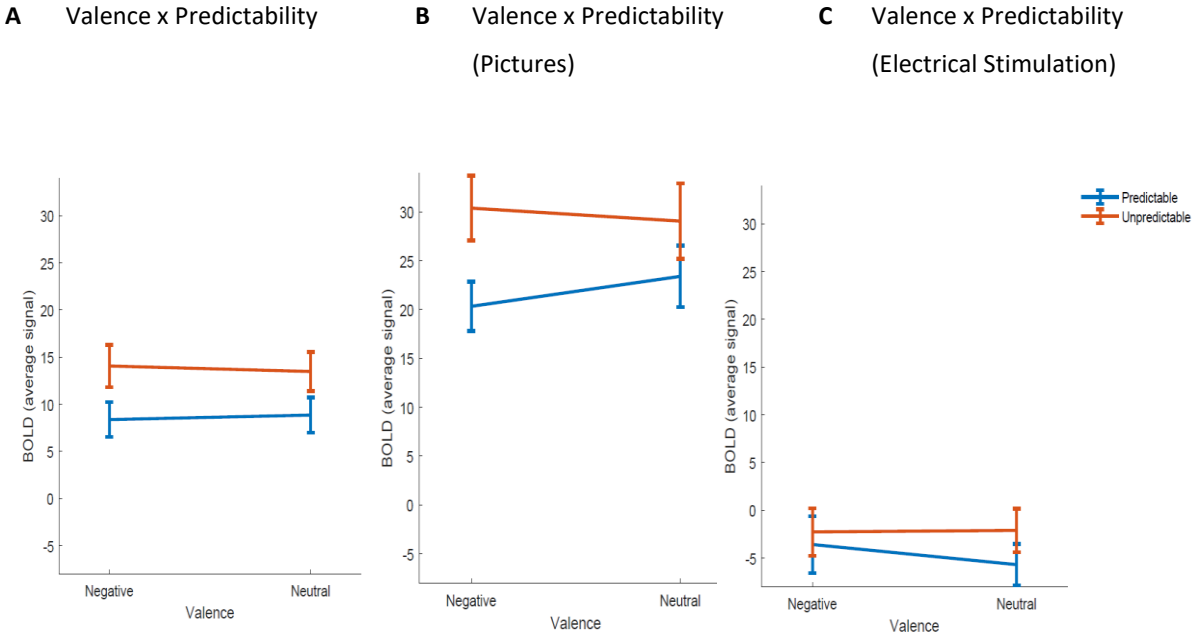 A Valence x Predictability
B Valence x Predictability
(Pictures)
C Valence x Predictability
(Electrical Stimulation)
BOLD (average signal)
30
25
20
15
10
5
0
-5
Negative
Neutral
Valence
BOLD (average signal)
30
25
20
15
10
5
0
-5
Negative
Neutral
Valence
BOLD (average signal)
30
25
20
15
10
5
0
-5
Negative
Neutral
Valence
Predictable
Unpredictable